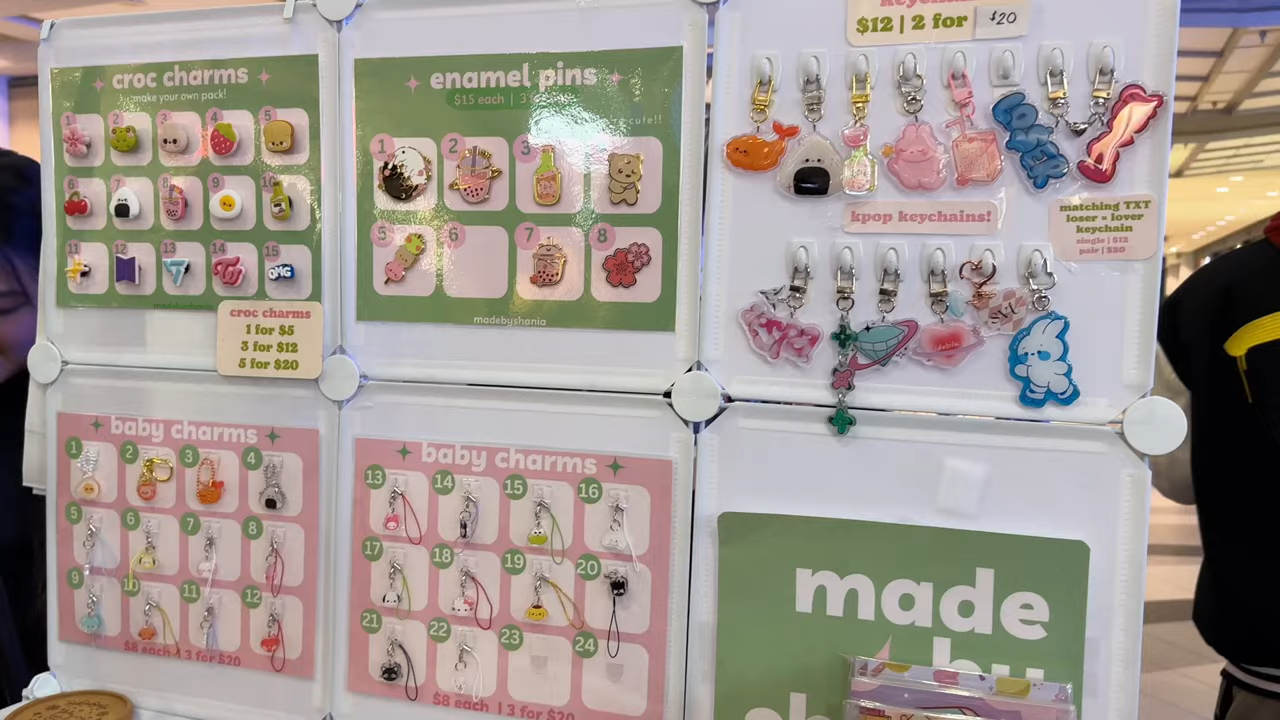 croc charms
make your own pack!
1
2
3
4
5
6
7
8
9
10
11
12
13
14
15
OMG
madebyshania
croc charms
1 for $5
3 for $12
5 for $20
enamel pins
$15 each | 3 f
cute!!
1
2
3
5
6
7
8
madebyshania
keychain
$12 | 2 for $20
kpop keychains!
matching TXT
loser = lover
keychain
single | $12
pair | $20
baby charms
1
2
3
4
5
6
7
8
9
10
11
12
$8 each | 3 for $20
baby charms
13
14
15
16
17
18
19
20
21
22
23
24
$8 each | 3 for $20
made
by